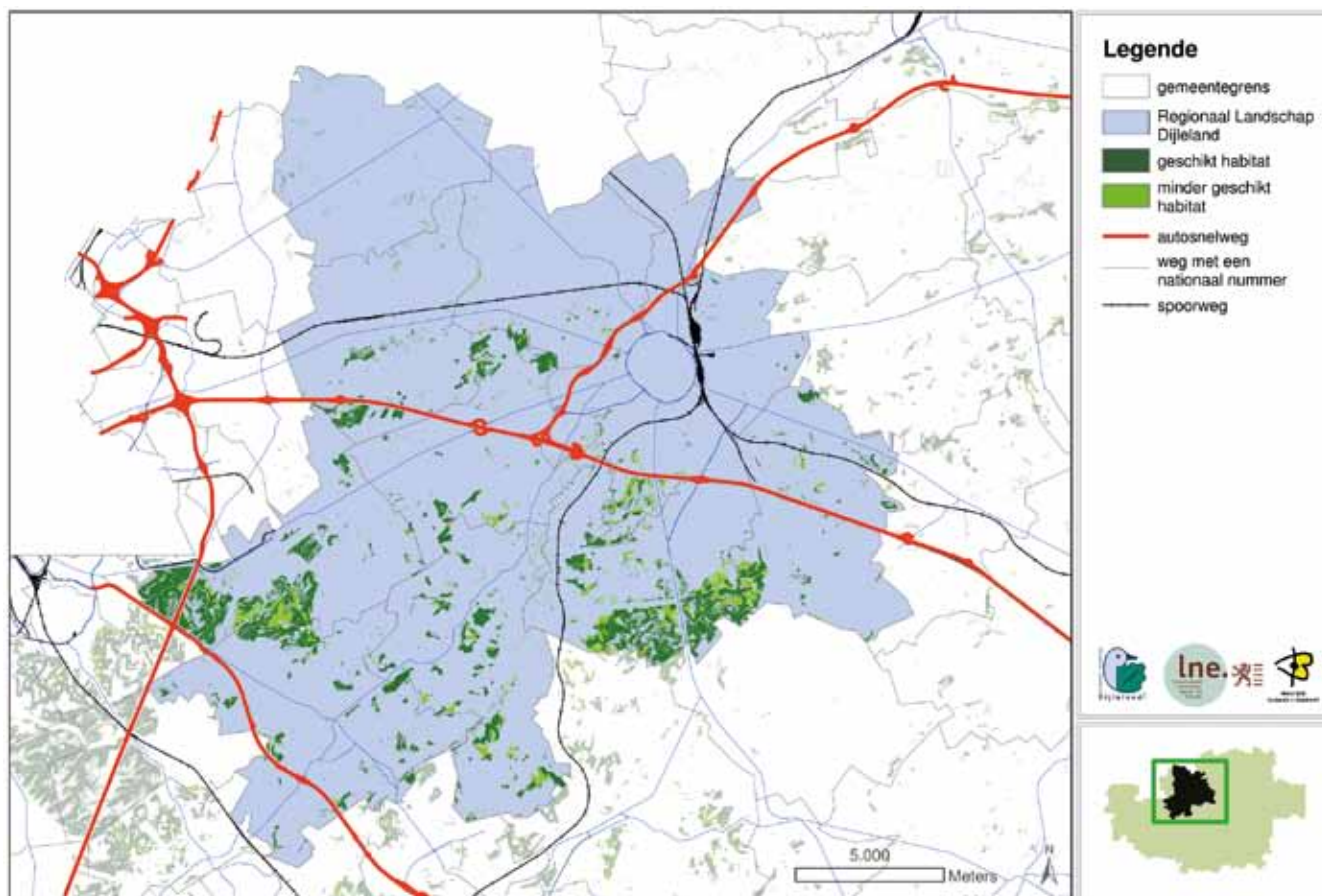 Legende
gemeentegrens
Regionaal Landschap
Dijleland
geschikt habitat
minder geschikt
habitat
autosnelweg
weg met een
nationaal nummer
spoorweg
lne.
N
5.000
Meters